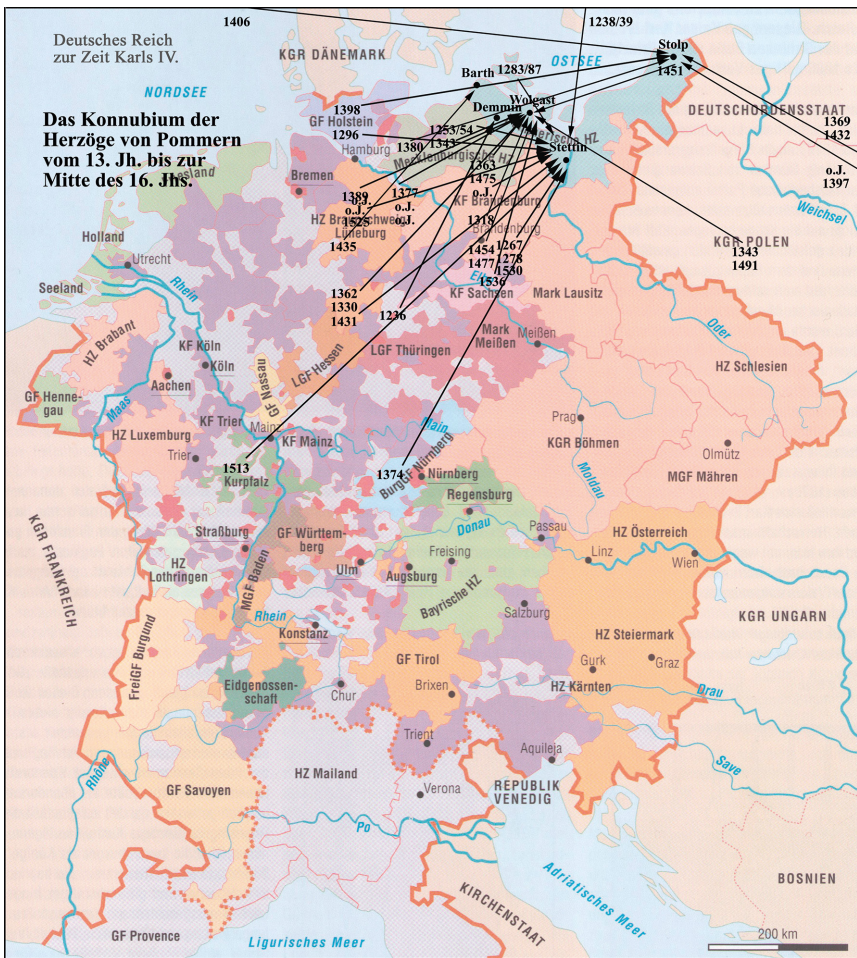 1406
1238/39
Deutsches Reich
zur Zeit Karls IV.
KGR DÄNEMARK
OSTSEE
Stolp
1451
NORDSEE
Barth
1283/87
1398
Das Konnubium der
Herzöge von Pommern
vom 13. Jh. bis zur
Mitte des 16. Jhs.
GF Holstein
Demmin
Wolgast
DEUTSCHORDENSSTAAT
1369
1432
1296
1380
1253/54
1343
Hamburg
Mecklenburgische HZ
Stettin
1363
1475
o.J.
o.J.
1397
Bremen
1389
o.J.
o.J.
1525
1377
o.J.
o.J.
KF Brandenburg
Weichsel
HZ Braunschweig
Lüneburg
1435
1318
Brandenburg
1454
1477
1267
1278
1530
1536
KGR POLEN
1343
1491
Holland
Utrecht
Rhein
Seeland
1362
1330
1431
1236
KF Sachsen
Mark Lausitz
Oder
HZ Brabant
KF Köln
Köln
GF Nassau
LGF Hessen
LGF Thüringen
Mark
Meißen
Meißen
HZ Schlesien
Aachen
GF Henne-
gau
Maas
KF Trier
Mainz
KF Mainz
Main
Prag
KGR Böhmen
HZ Luxemburg
Trier
1513
Kurpfalz
1374
BurgGF Nürnberg
Nürnberg
Moldau
Olmütz
MGF Mähren
Regensburg
KGR FRANKREICH
Straßburg
GF Württem-
berg
Donau
Passau
HZ Österreich
HZ
Lothringen
MGF Baden
Ulm
Augsburg
Freising
Linz
Wien
Bayrische HZ
Salzburg
Rhein
Konstanz
KGR UNGARN
FreiGF Burgund
GF Tirol
HZ Steiermark
Eidgenossen-
schaft
Chur
Brixen
Gurk
Graz
HZ Kärnten
Drau
Trient
Aquileja
Rhône
HZ Mailand
Save
GF Savoyen
Verona
REPUBLIK
VENEDIG
Po
Adriatisches Meer
BOSNIEN
KIRCHENSTAAT
GF Provence
Ligurisches Meer
200 km